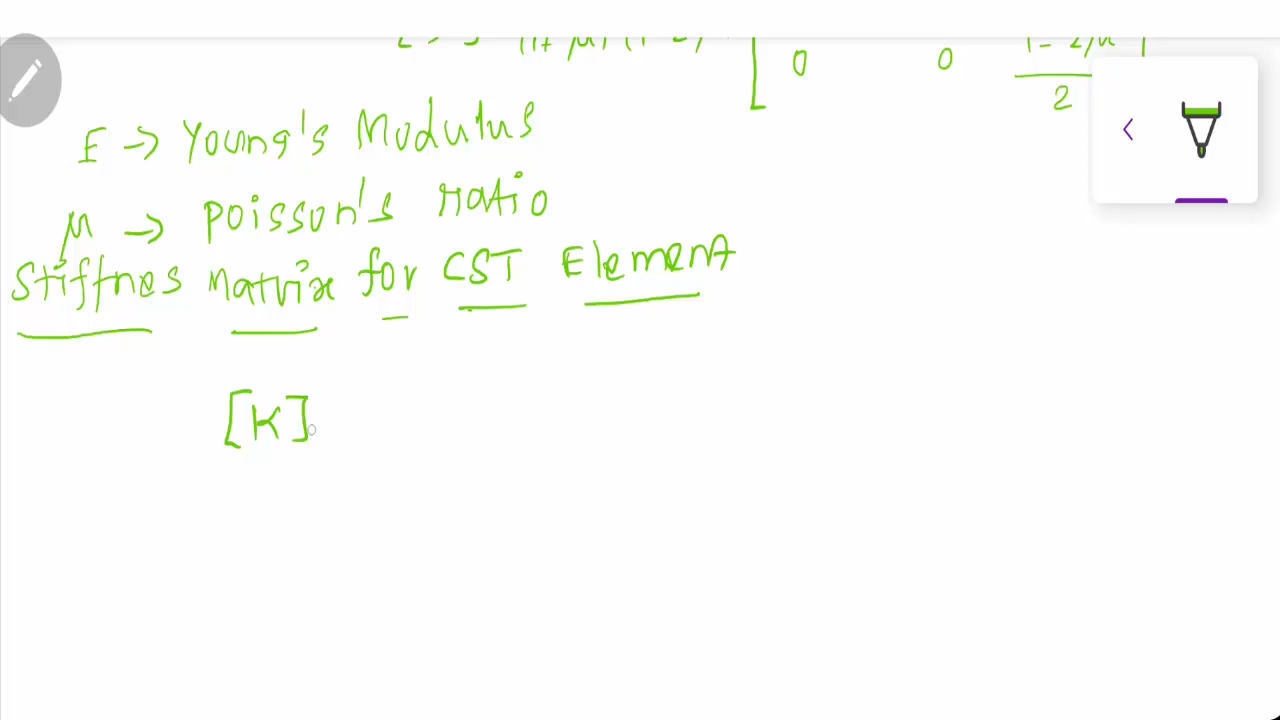 0 0 1 - 2μ
2
E → Young's Modulus
μ → Poisson's ratio
Stiffnes Matrix for CST Element
[K]